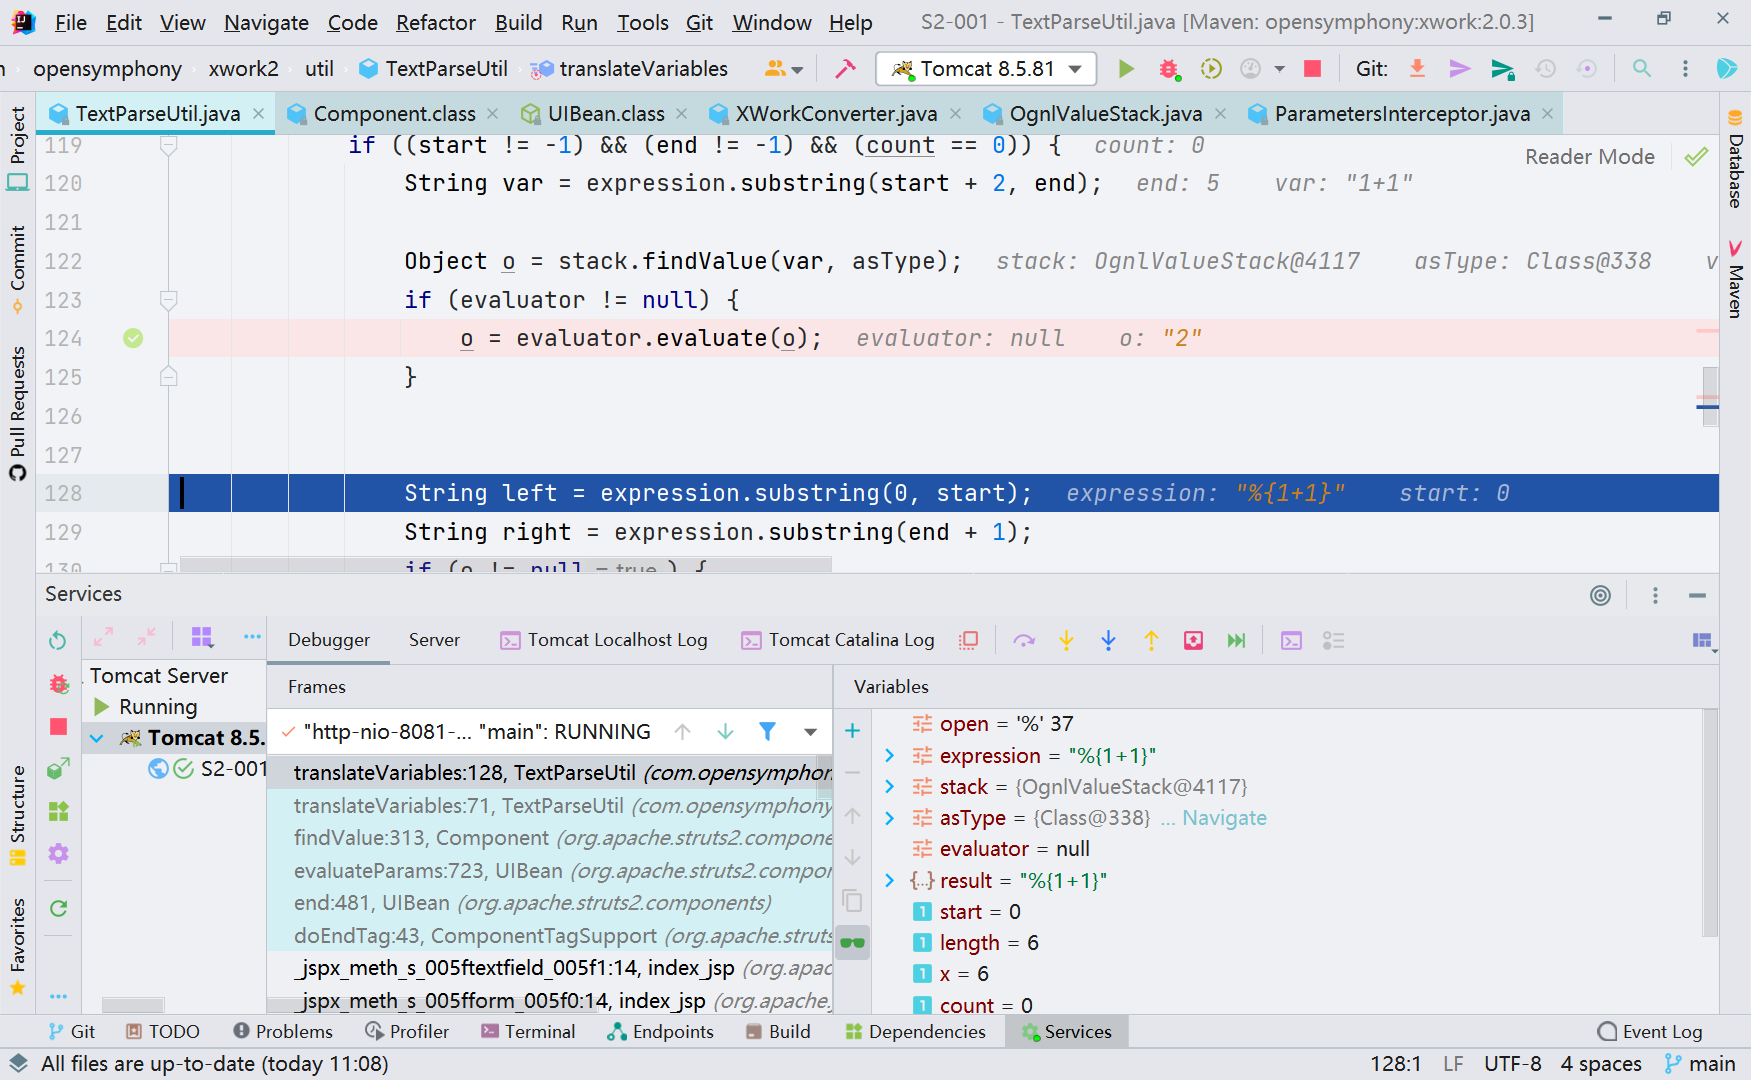 File Edit View Navigate Code Refactor Build Run Tools Git Window Help S2-001 - TextParseUtil.java [Maven: opensymphony:xwork:2.0.3]
opensymphony xwork2 util TextParseUtil translateVariables Tomcat 8.5.81 Git:
TextParseUtil.java Component.class UIBean.class XWorkConverter.java OgnlValueStack.java ParametersInterceptor.java
Project
Commit
Pull Requests
Structure
Favorites
Database
Maven
Reader Mode
119 if ((start != -1) && (end != -1) && (count == 0)) { count: 0
120 String var = expression.substring(start + 2, end); end: 5 var: "1+1"
121
122 Object o = stack.findValue(var, asType); stack: OgnlValueStack@4117 asType: Class@338 v
123 if (evaluator != null) {
124 o = evaluator.evaluate(o); evaluator: null o: "2"
125 }
126
127
128 String left = expression.substring(0, start); expression: "%{1+1}" start: 0
129 String right = expression.substring(end + 1);
130 if (o != null = true ) {
Services
Debugger Server Tomcat Localhost Log Tomcat Catalina Log
Tomcat Server
Running
Tomcat 8.5.
S2-001
Frames
"http-nio-8081-... "main": RUNNING
translateVariables:128, TextParseUtil (com.opensymphon
translateVariables:71, TextParseUtil (com.opensymphony
findValue:313, Component (org.apache.struts2.compone
evaluateParams:723, UIBean (org.apache.struts2.compor
end:481, UIBean (org.apache.struts2.components)
doEndTag:43, ComponentTagSupport (org.apache.struts
_jspx_meth_s_005ftextfield_005f1:14, index_jsp (org.apac
_jspx_meth_s_005fform_005f0:14, index_jsp (org.apache.
Variables
open = '%' 37
expression = "%{1+1}"
stack = {OgnlValueStack@4117}
asType = {Class@338} ... Navigate
evaluator = null
{...} result = "%{1+1}"
1 start = 0
1 length = 6
1 x = 6
1 count = 0
Git TODO Problems Profiler Terminal Endpoints Build Dependencies Services Event Log
All files are up-to-date (today 11:08) 128:1 LF UTF-8 4 spaces main